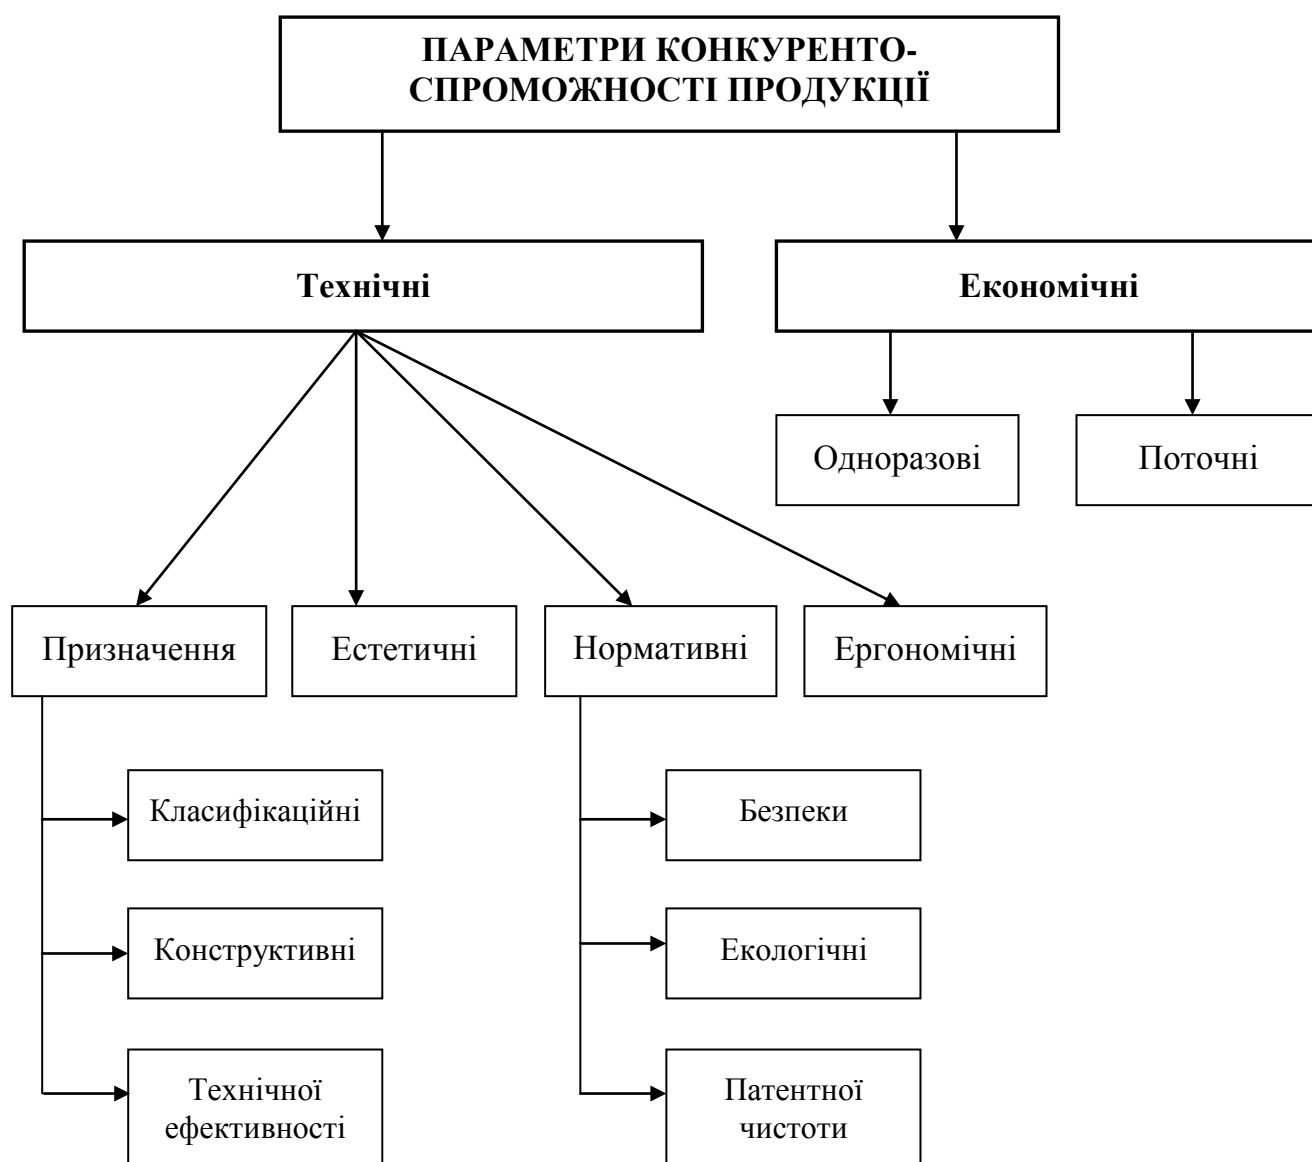 ПАРАМЕТРИ КОНКУРЕНТО-
СПРОМОЖНОСТІ ПРОДУКЦІЇ
Технічні
Економічні
Одноразові
Поточні
Призначення
Естетичні
Нормативні
Ергономічні
Класифікаційні
Безпеки
Конструктивні
Екологічні
Технічної
ефективності
Патентної
чистоти